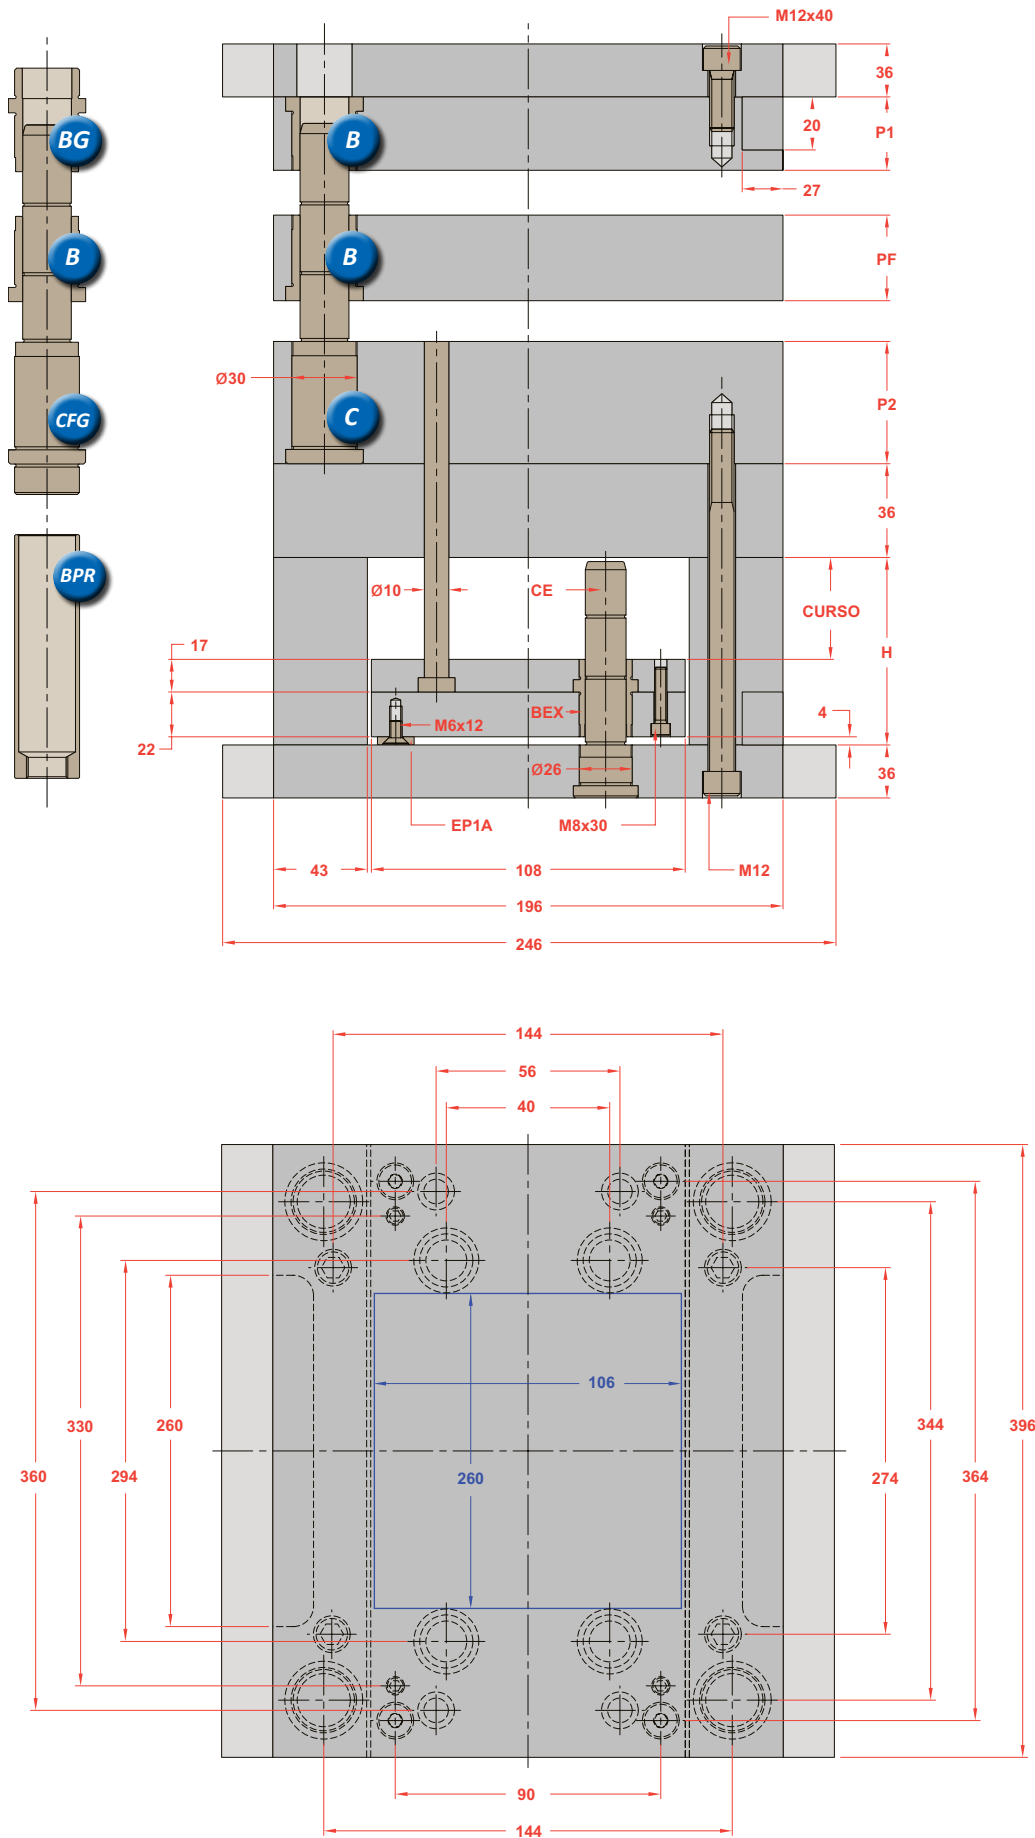 M12x40
36
20
P1
BG
B
27
B
B
PF
Ø30
P2
CFG
C
36
BPR
Ø10
CE
CURSO
17
H
BEX
4
M6x12
22
Ø26
36
EP1A
M8x30
43
108
M12
196
246
144
56
40
106
260
330
344
396
360
294
260
274
364
90
144